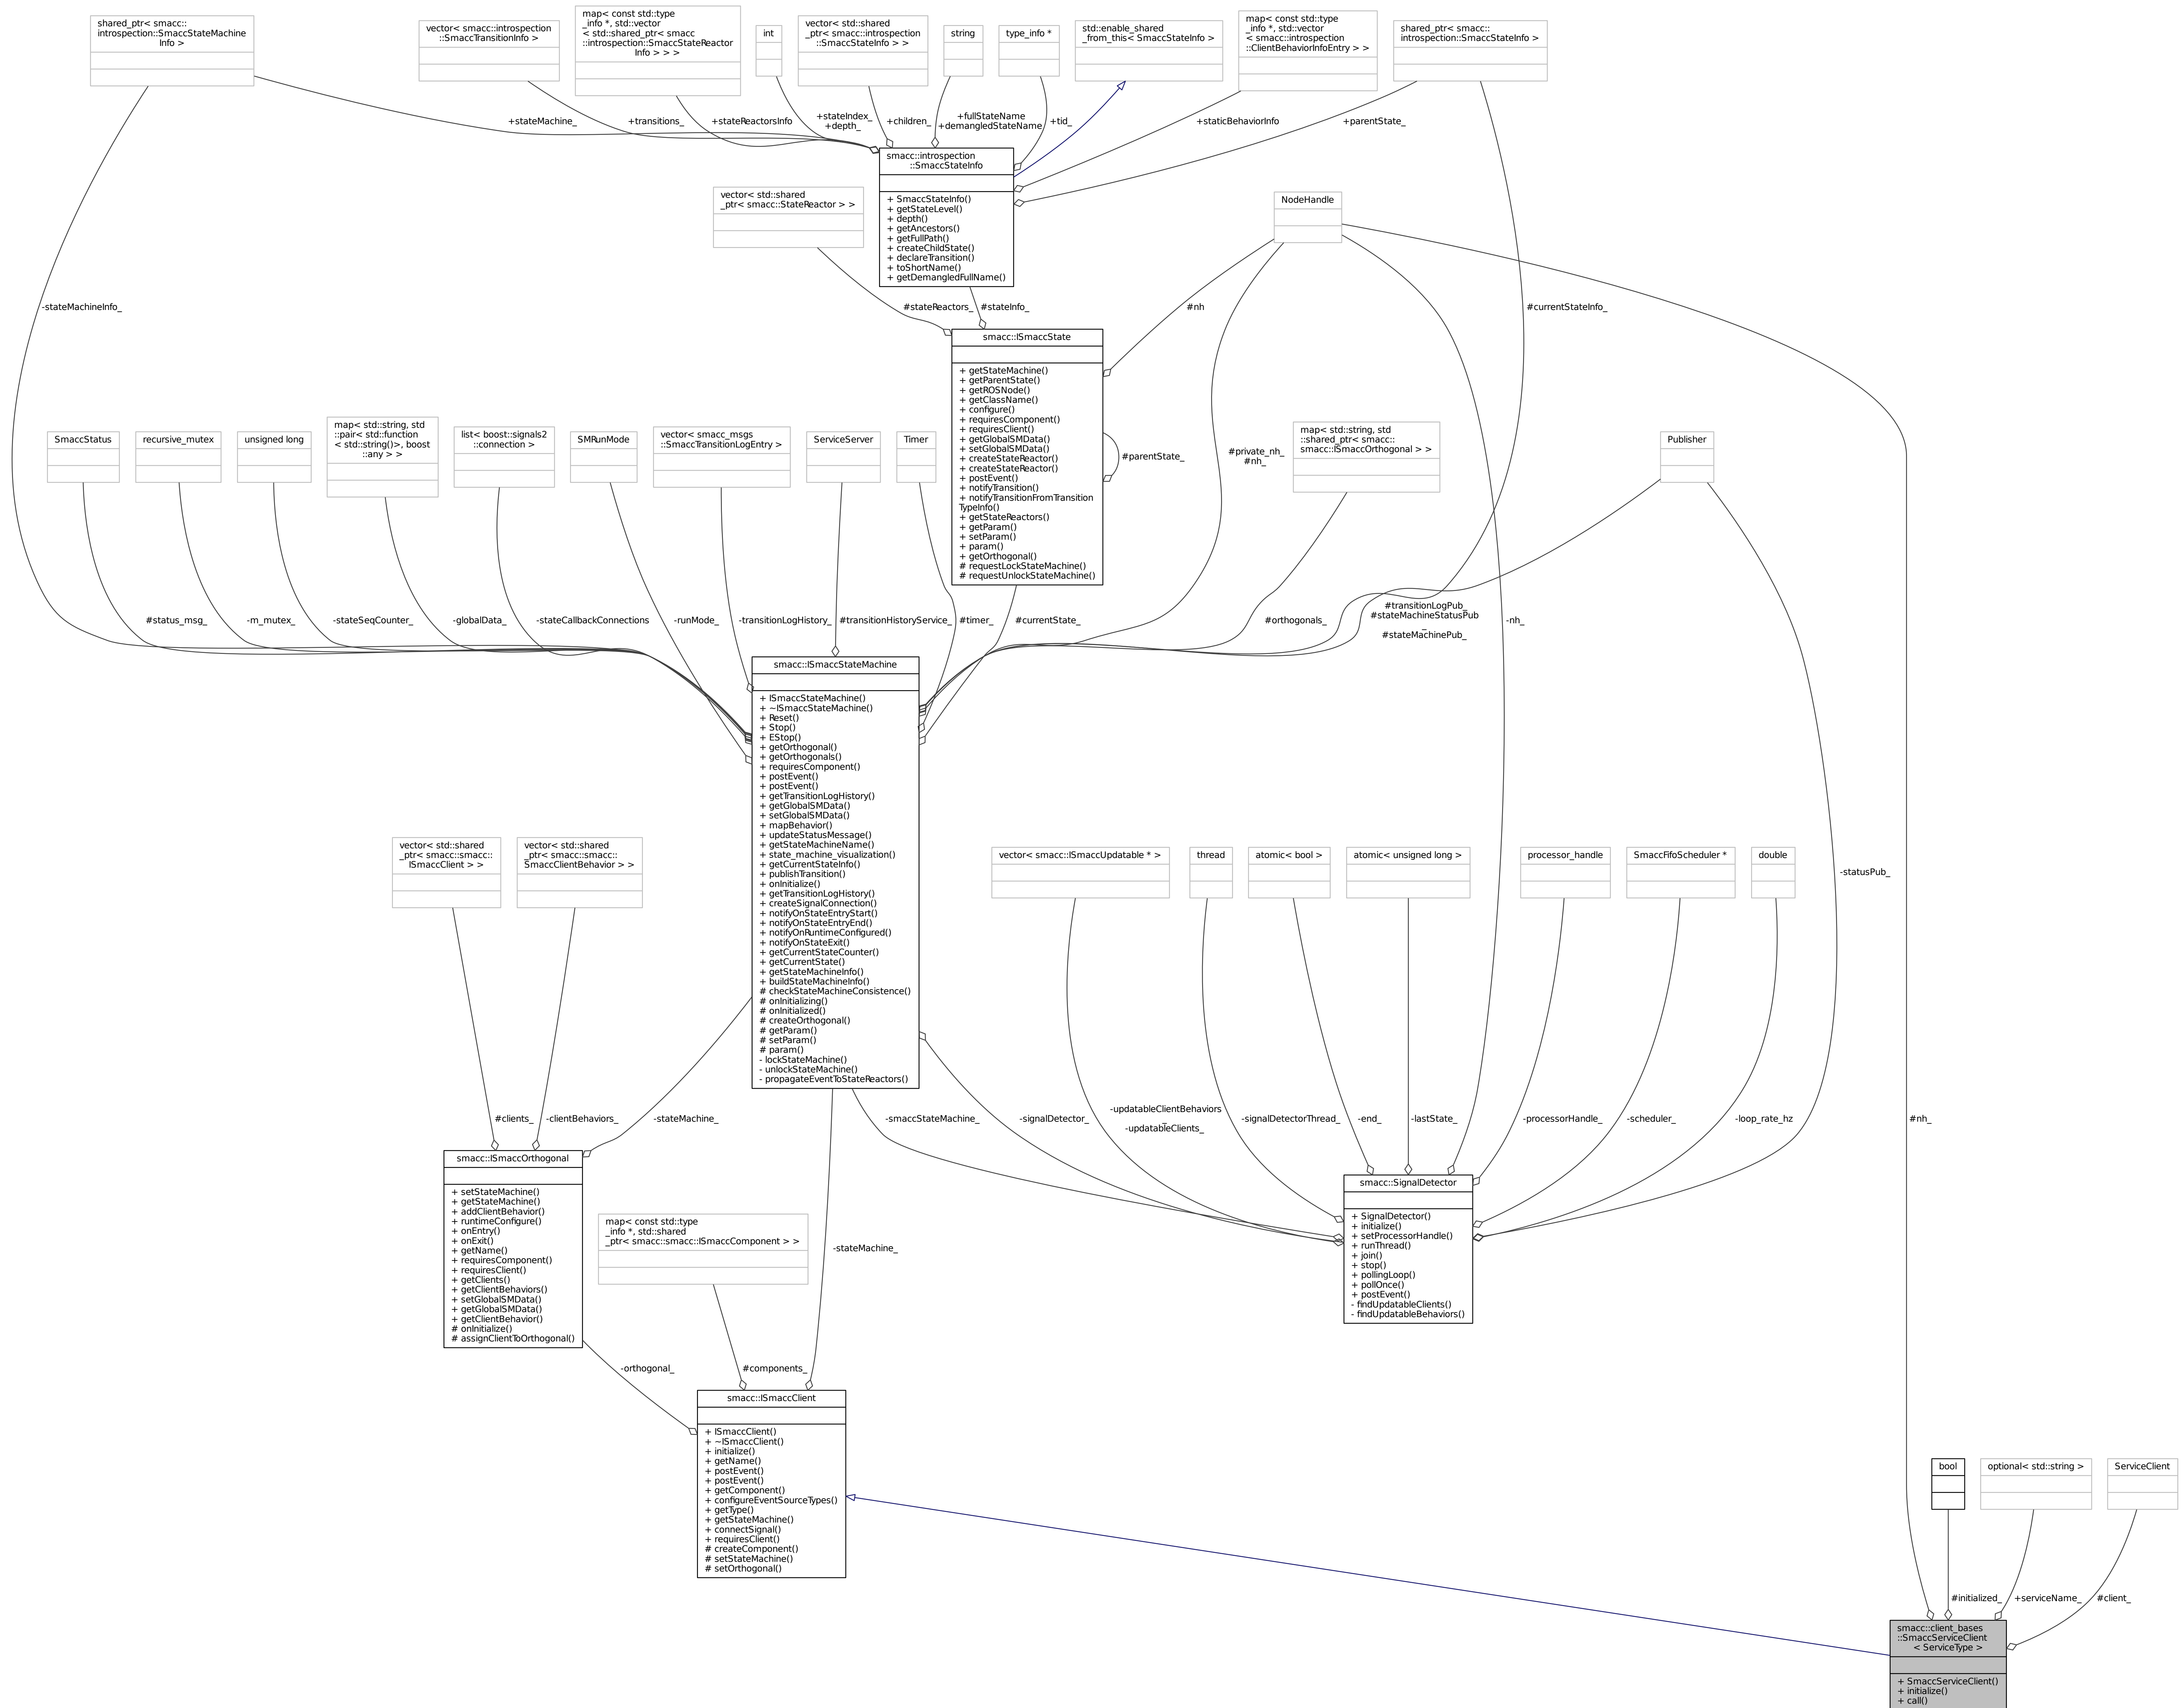 shared_ptr< smacc::
introspection::SmaccStateMachine
Info >
vector< smacc::introspection
::SmaccTransitionInfo >
map< const std::type
_info *, std::vector
< std::shared_ptr< smacc
::introspection::SmaccStateReactor
Info > > >
int
vector< std::shared
_ptr< smacc::introspection
::SmaccStateInfo > >
string
type_info *
std::enable_shared
_from_this< SmaccStateInfo >
map< const std::type
_info *, std::vector
< smacc::introspection
::ClientBehaviorInfoEntry > >
shared_ptr< smacc::
introspection::SmaccStateInfo >
+stateMachine_
+transitions_
+stateReactorsInfo
+stateIndex_
+depth_
+children_
+fullStateName
+demangledStateName
+tid_
+staticBehaviorInfo
+parentState_
smacc::introspection
::SmaccStateInfo
+ SmaccStateInfo()
+ getStateLevel()
+ depth()
+ getAncestors()
+ getFullPath()
+ createChildState()
+ declareTransition()
+ toShortName()
+ getDemangledFullName()
vector< std::shared
_ptr< smacc::StateReactor > >
NodeHandle
-stateMachineInfo_
#stateReactors_
#stateInfo_
#nh
#currentStateInfo_
smacc::ISmaccState
+ getStateMachine()
+ getParentState()
+ getROSNode()
+ getClassName()
+ configure()
+ requiresComponent()
+ requiresClient()
+ getGlobalSMData()
+ setGlobalSMData()
+ createStateReactor()
+ createStateReactor()
+ postEvent()
+ notifyTransition()
+ notifyTransitionFromTransition
TypeInfo()
+ getStateReactors()
+ getParam()
+ setParam()
+ param()
+ getOrthogonal()
# requestLockStateMachine()
# requestUnlockStateMachine()
#parentState_
#private_nh_
#nh_
SmaccStatus
recursive_mutex
unsigned long
map< std::string, std
::pair< std::function
< std::string()>, boost
::any > >
list< boost::signals2
::connection >
SMRunMode
vector< smacc_msgs
::SmaccTransitionLogEntry >
ServiceServer
Timer
map< std::string, std
::shared_ptr< smacc::
smacc::ISmaccOrthogonal > >
Publisher
#status_msg_
-m_mutex_
-stateSeqCounter_
-globalData_
-stateCallbackConnections
-runMode_
-transitionLogHistory_
#transitionHistoryService_
#timer_
#currentState_
#orthogonals_
#transitionLogPub_
#stateMachineStatusPub
_
#stateMachinePub_
-nh_
smacc::ISmaccStateMachine
+ ISmaccStateMachine()
+ ~ISmaccStateMachine()
+ Reset()
+ Stop()
+ EStop()
+ getOrthogonal()
+ getOrthogonals()
+ requiresComponent()
+ postEvent()
+ postEvent()
+ getTransitionLogHistory()
+ getGlobalSMData()
+ setGlobalSMData()
+ mapBehavior()
+ updateStatusMessage()
+ getStateMachineName()
+ state_machine_visualization()
+ getCurrentStateInfo()
+ publishTransition()
+ onInitialize()
+ getTransitionLogHistory()
+ createSignalConnection()
+ notifyOnStateEntryStart()
+ notifyOnStateEntryEnd()
+ notifyOnRuntimeConfigured()
+ notifyOnStateExit()
+ getCurrentStateCounter()
+ getCurrentState()
+ getStateMachineInfo()
+ buildStateMachineInfo()
# checkStateMachineConsistence()
# onInitializing()
# onInitialized()
# createOrthogonal()
# getParam()
# setParam()
# param()
- lockStateMachine()
- unlockStateMachine()
- propagateEventToStateReactors()
vector< std::shared
_ptr< smacc::smacc::
ISmaccClient > >
vector< std::shared
_ptr< smacc::smacc::
SmaccClientBehavior > >
vector< smacc::ISmaccUpdatable * >
thread
atomic< bool >
atomic< unsigned long >
processor_handle
SmaccFifoScheduler *
double
-statusPub_
#clients_
-clientBehaviors_
-stateMachine_
-smaccStateMachine_
-signalDetector_
-updatableClientBehaviors
_
-updatableClients_
-signalDetectorThread_
-end_
-lastState_
-processorHandle_
-scheduler_
-loop_rate_hz
#nh_
smacc::ISmaccOrthogonal
+ setStateMachine()
+ getStateMachine()
+ addClientBehavior()
+ runtimeConfigure()
+ onEntry()
+ onExit()
+ getName()
+ requiresComponent()
+ requiresClient()
+ getClients()
+ getClientBehaviors()
+ setGlobalSMData()
+ getGlobalSMData()
+ getClientBehavior()
# onInitialize()
# assignClientToOrthogonal()
smacc::SignalDetector
+ SignalDetector()
+ initialize()
+ setProcessorHandle()
+ runThread()
+ join()
+ stop()
+ pollingLoop()
+ pollOnce()
+ postEvent()
- findUpdatableClients()
- findUpdatableBehaviors()
map< const std::type
_info *, std::shared
_ptr< smacc::smacc::ISmaccComponent > >
-stateMachine_
-orthogonal_
#components_
smacc::ISmaccClient
+ ISmaccClient()
+ ~ISmaccClient()
+ initialize()
+ getName()
+ postEvent()
+ postEvent()
+ getComponent()
+ configureEventSourceTypes()
+ getType()
+ getStateMachine()
+ connectSignal()
+ requiresClient()
# createComponent()
# setStateMachine()
# setOrthogonal()
bool
optional< std::string >
ServiceClient
#initialized_
+serviceName_
#client_
smacc::client_bases
::SmaccServiceClient
< ServiceType >
+ SmaccServiceClient()
+ initialize()
+ call()